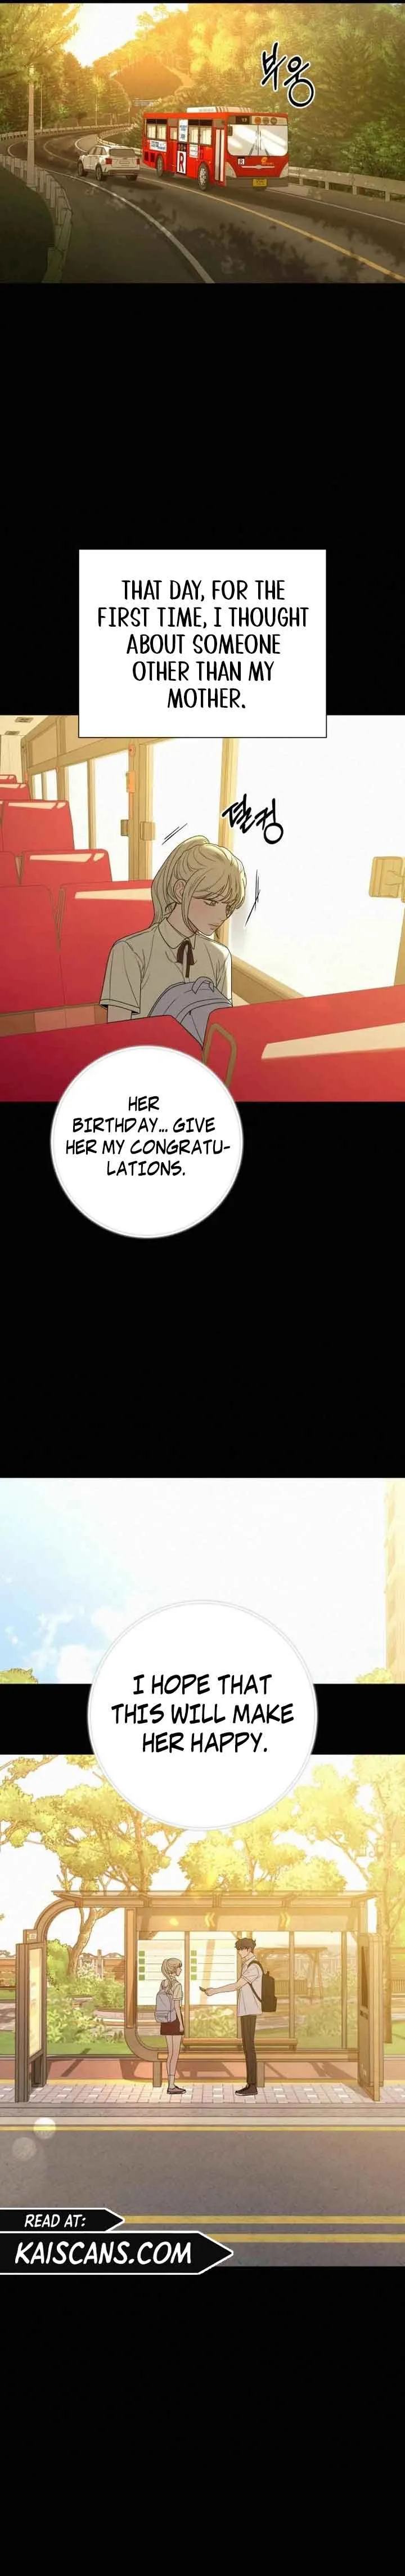 부웅
R
THAT DAY, FOR THE
FIRST TIME, I THOUGHT
ABOUT SOMEONE
OTHER THAN MY
MOTHER.
덜컹
HER
BIRTHDAY... GIVE
HER MY CONGRATU-
LATIONS.
I HOPE THAT
THIS WILL MAKE
HER HAPPY.
READ AT:
KAISCANS.COM